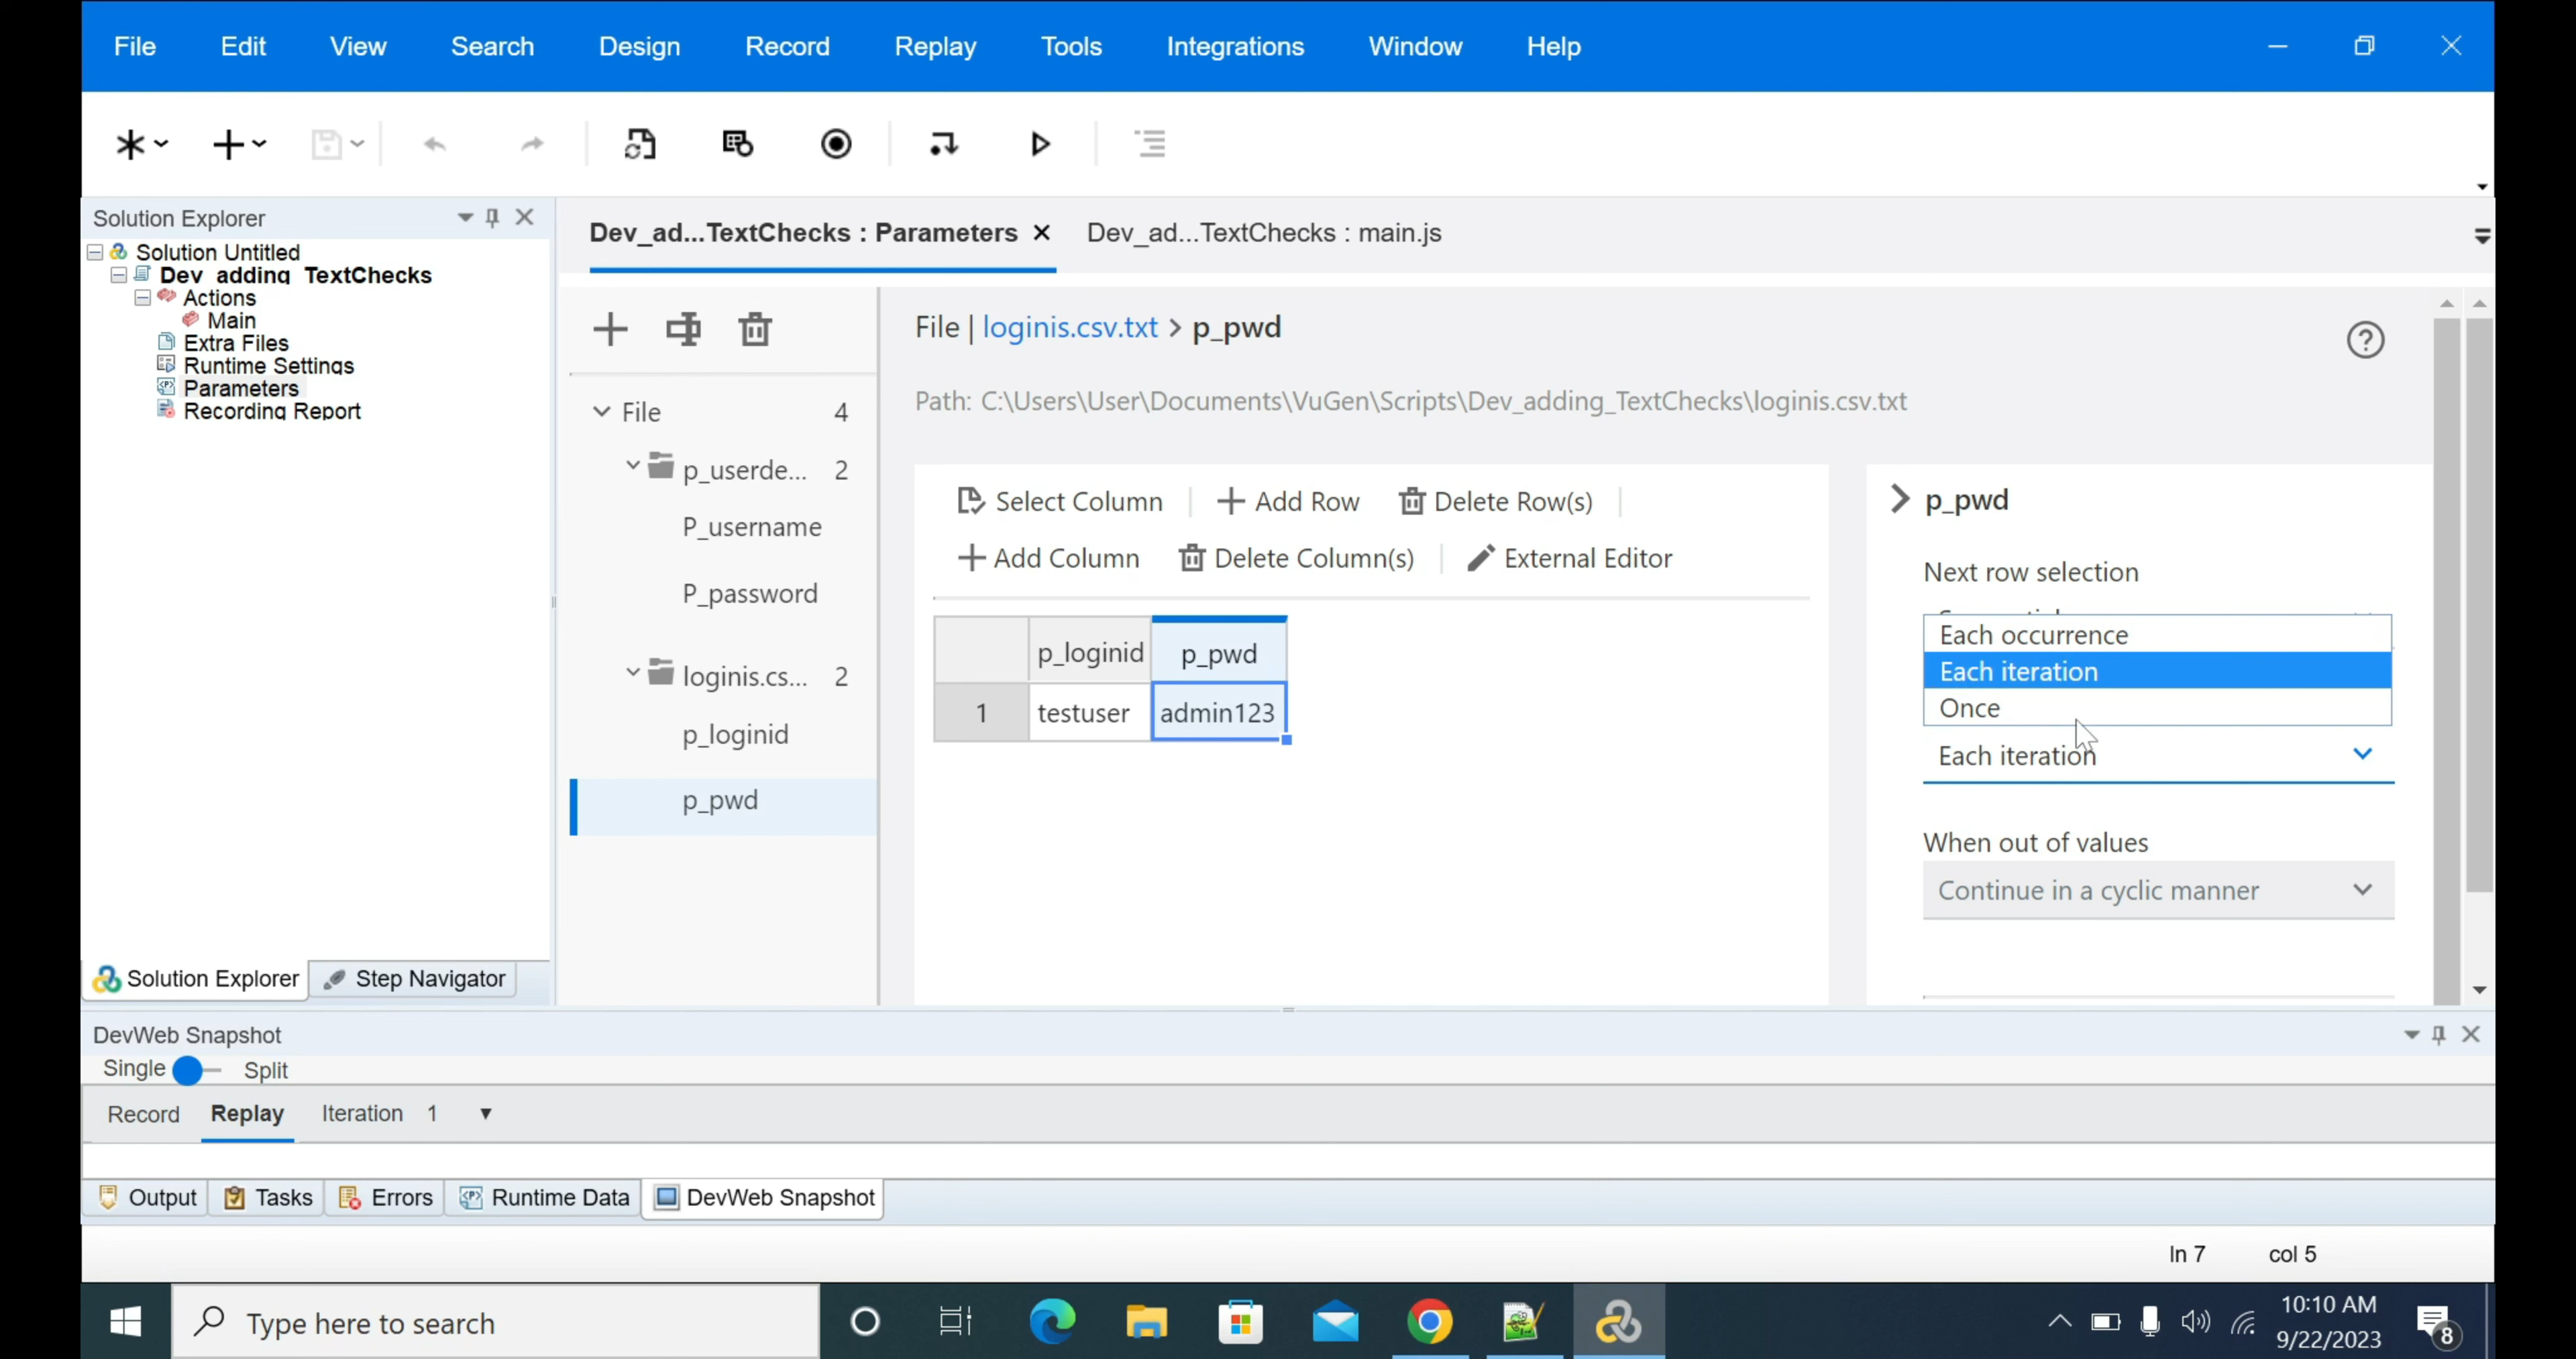 File Edit View Search Design Record Replay Tools Integrations Window Help
Solution Explorer
Solution Untitled
Dev_adding_TextChecks
Actions
Main
Extra Files
Runtime Settings
Parameters
Recording Report
Solution Explorer Step Navigator
Dev_ad...TextChecks : Parameters Dev_ad...TextChecks : main.js
File 4
p_userde... 2
P_username
P_password
loginis.cs... 2
p_loginid
p_pwd
File | loginis.csv.txt > p_pwd
Path: C:\Users\User\Documents\VuGen\Scripts\Dev_adding_TextChecks\loginis.csv.txt
Select Column Add Row Delete Row(s)
Add Column Delete Column(s) External Editor
p_loginid p_pwd
1 testuser admin123
p_pwd
Next row selection
Each occurrence
Each iteration
Once
Each iteration
When out of values
Continue in a cyclic manner
DevWeb Snapshot
Single Split
Record Replay Iteration 1
Output Tasks Errors Runtime Data DevWeb Snapshot
ln 7 col 5
Type here to search
10:10 AM
9/22/2023
8